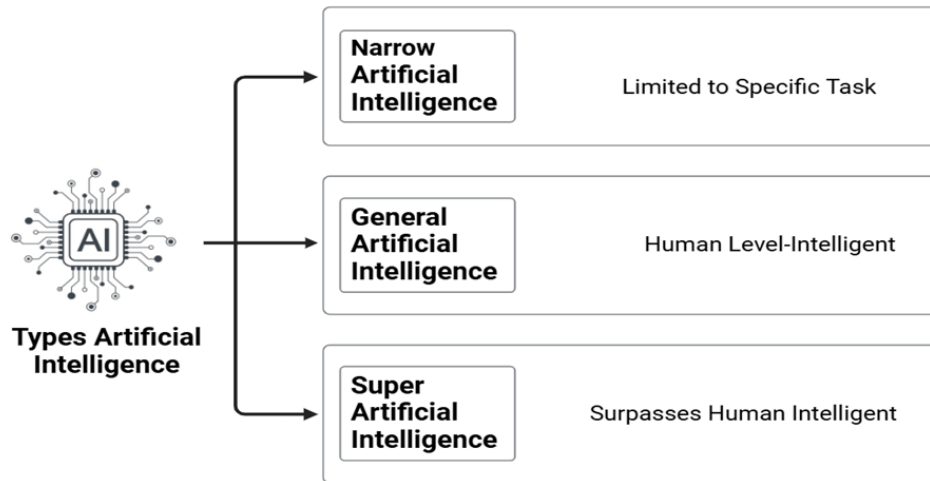 Narrow
Artificial
Intelligence
Limited to Specific Task
AI
Types Artificial
Intelligence
General
Artificial
Intelligence
Human Level-Intelligent
Super
Artificial
Intelligence
Surpasses Human Intelligent